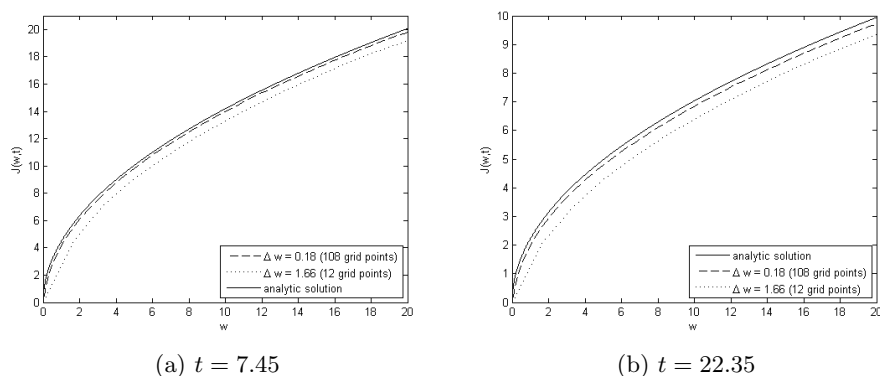 20
18
16
14
12
10
8
6
4
2
0
J(w,t)
0 2 4 6 8 10 12 14 16 18 20
w
Δ w = 0.18 (108 grid points)
Δ w = 1.66 (12 grid points)
analytic solution
(a) t = 7.45
10
9
8
7
6
5
4
3
2
1
0
J(w,t)
0 2 4 6 8 10 12 14 16 18 20
w
analytic solution
Δ w = 0.18 (108 grid points)
Δ w = 1.66 (12 grid points)
(b) t = 22.35